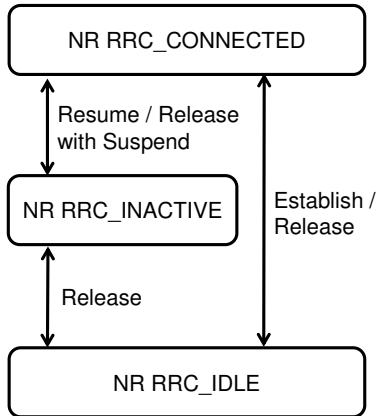 NR RRC_CONNECTED
Resume / Release
with Suspend
NR RRC_INACTIVE
Establish /
Release
Release
NR RRC_IDLE